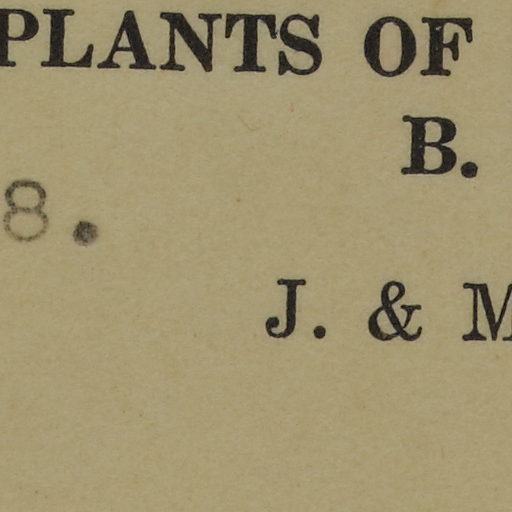 PLANTS OF
B.
8.
J. & M